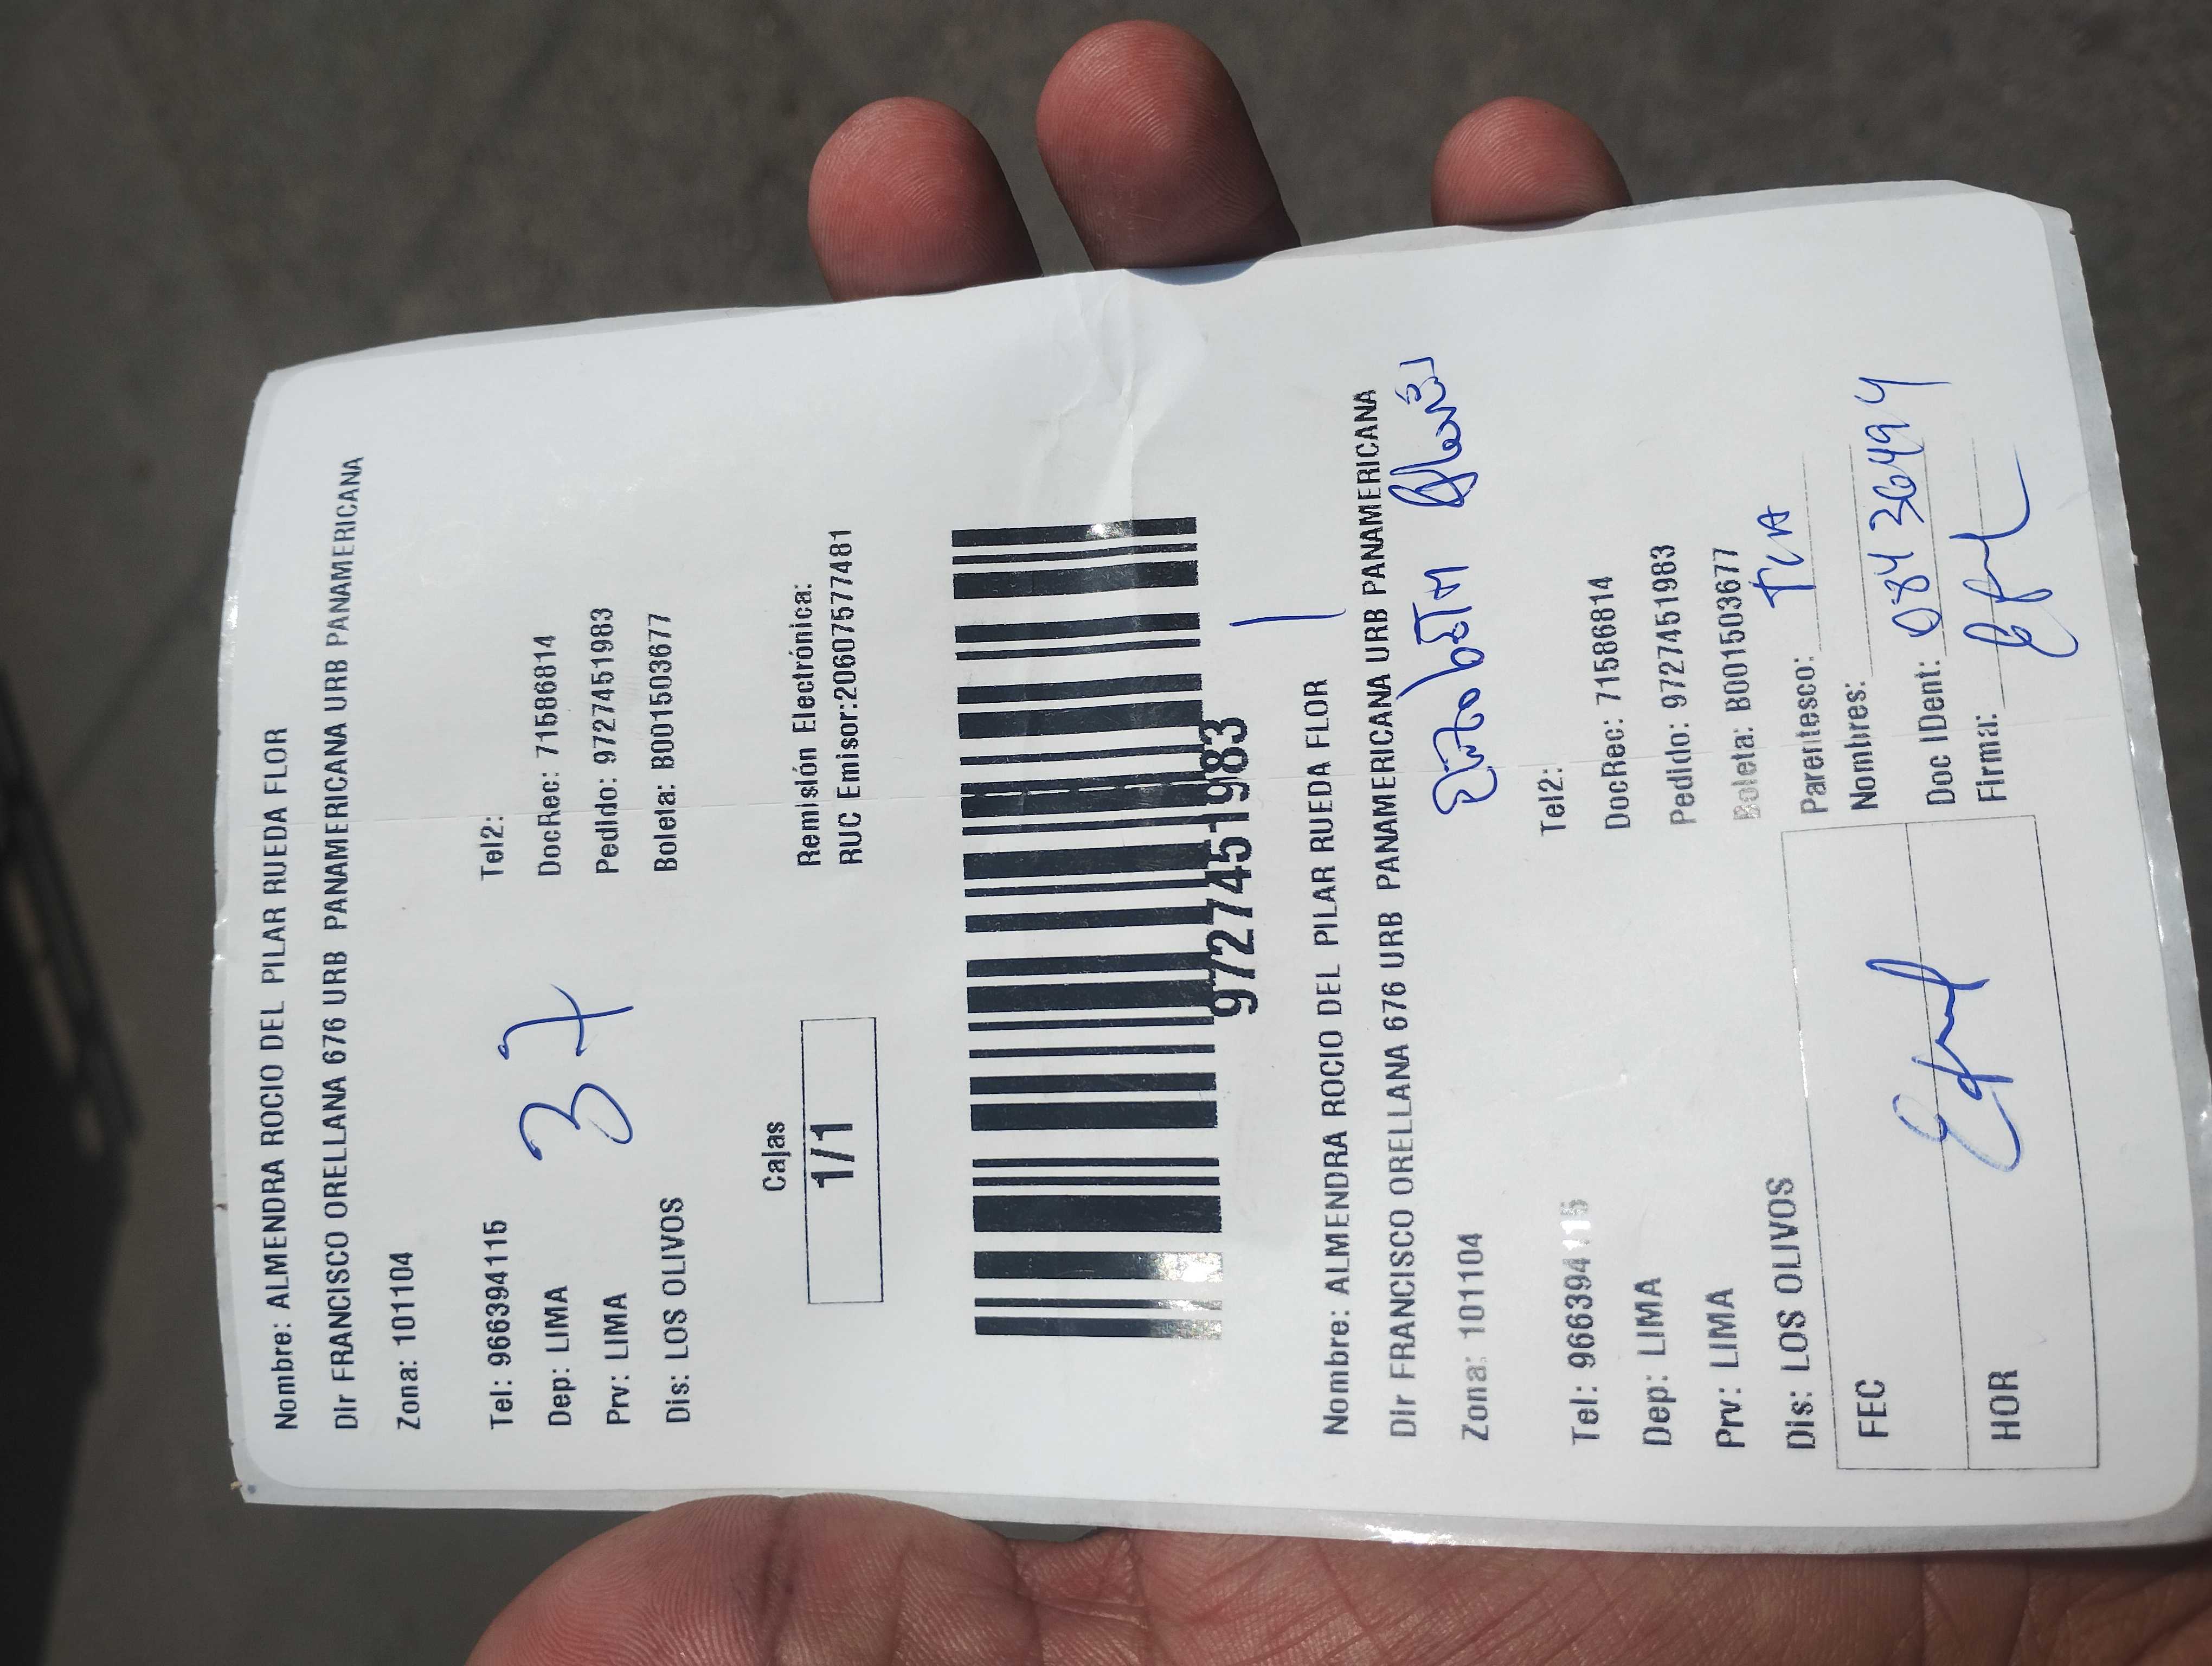 Nombre: ALMENDRA ROCIO DEL PILAR RUEDA FLOR
Dir FRANCISCO ORELLANA 676 URB PANAMERICANA URB PANAMERICANA
Zona: 101104
Tel: 966394115 Tel2:
Dep: LIMA DocRec: 71586814
Prv: LIMA Pedido: 9727451983
Dis: LOS OLIVOS Boleta: B001503677
37
Cajas
1/1
Remisión Electrónica:
RUC Emisor:20607577481
9727451983
Nombre: ALMENDRA ROCIO DEL PILAR RUEDA FLOR
Dir FRANCISCO ORELLANA 676 URB PANAMERICANA URB PANAMERICANA
Zona: 101104
Tel: 966394115 Tel2:
Dep: LIMA DocRec: 71586814
Prv: LIMA Pedido: 9727451983
Dis: LOS OLIVOS Boleta: B001503677
FEC
HOR
Parentesco:
Nombres:
Doc IDent:
Firma: